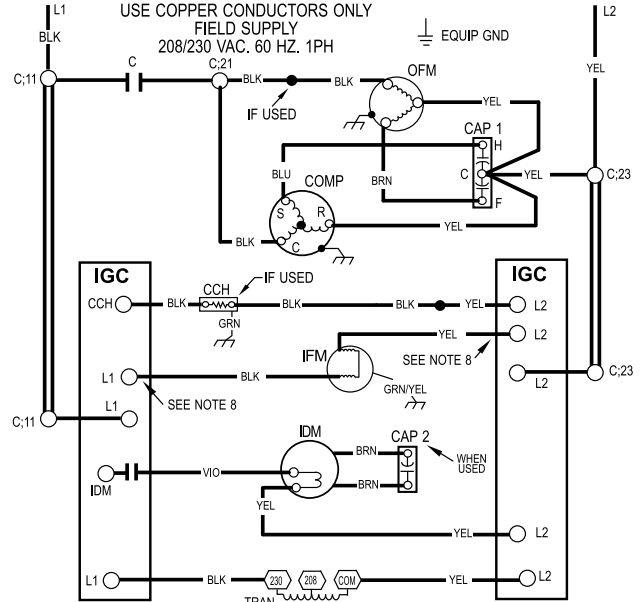 L1
USE COPPER CONDUCTORS ONLY
FIELD SUPPLY
208/230 VAC. 60 HZ. 1PH
EQUIP GND
L2
BLK
YEL
C;11
C
C;21
BLK
BLK
OFM
IF USED
YEL
CAP 1
H
BLU
BRN
C
YEL
C;23
COMP
S
R
F
YEL
BLK
C
IGC
IGC
CCH
IF USED
CCH
BLK
BLK
BLK
YEL
L2
GRN
YEL
L2
IFM
SEE NOTE 8
L1
BLK
GRN/YEL
L2
C;23
SEE NOTE 8
L1
C;11
IDM
CAP 2
WHEN
USED
BRN
IDM
VIO
BRN
YEL
YEL
L2
L1
BLK
230
208
COM
YEL
L2
TRAN